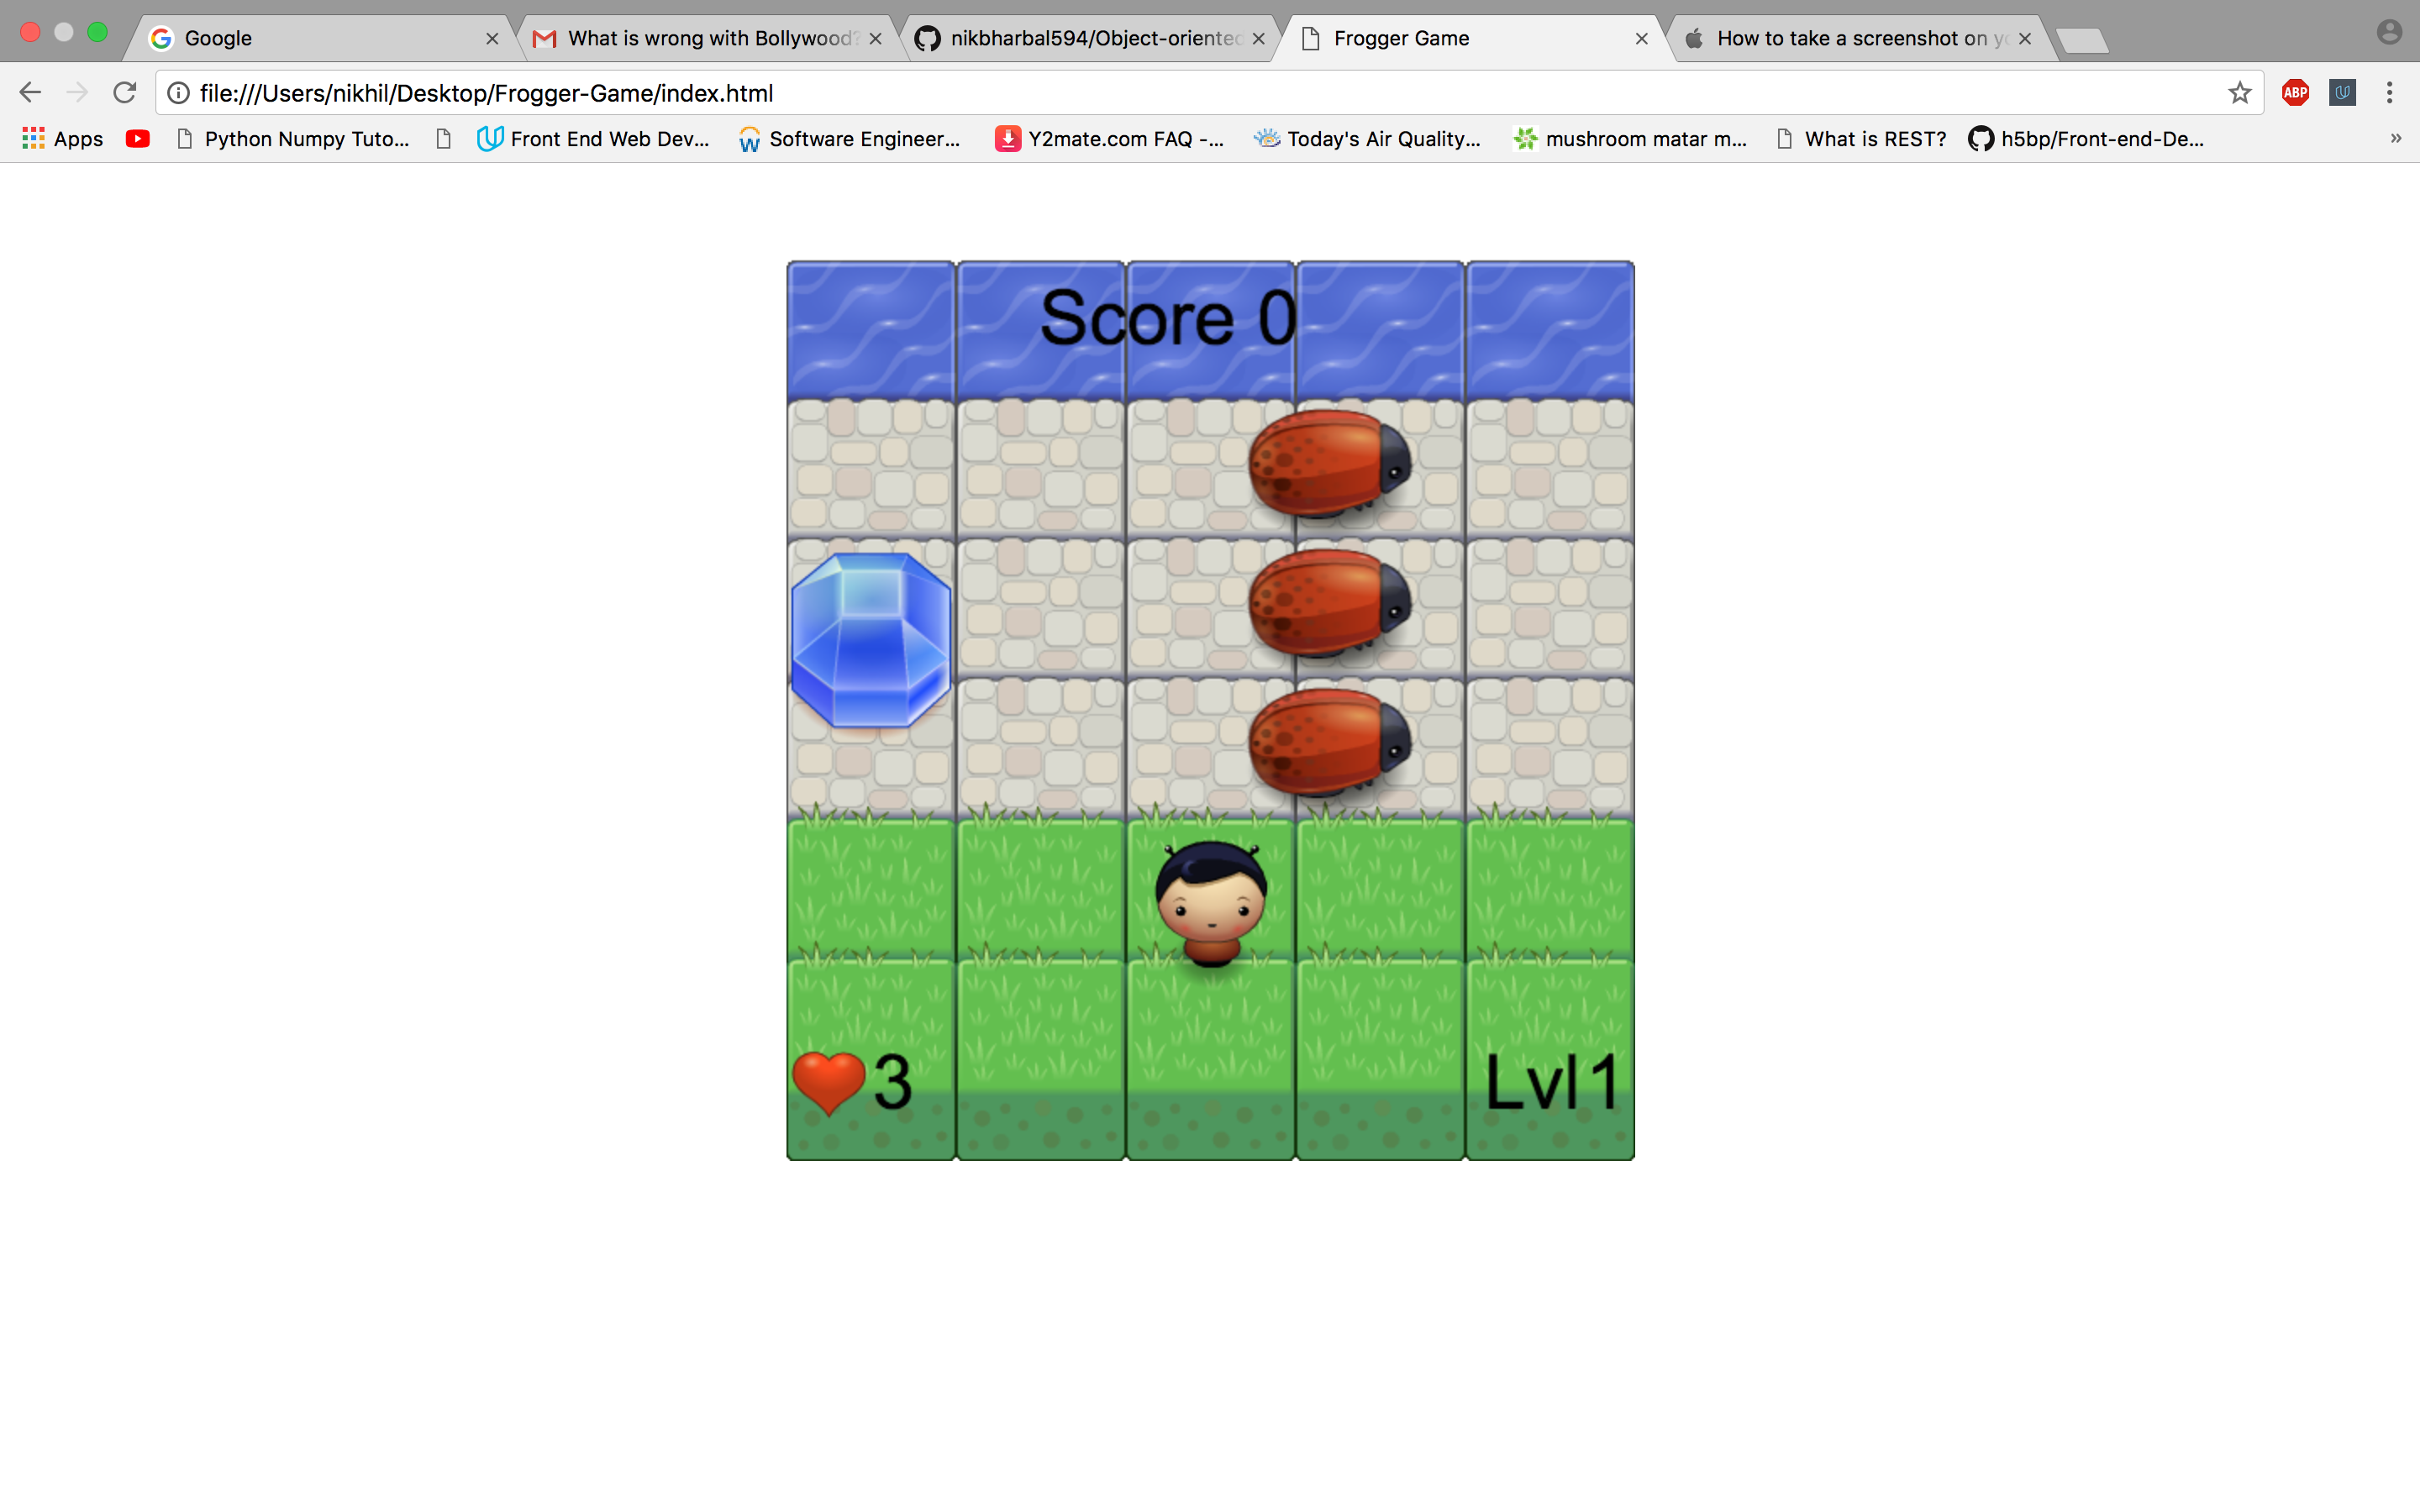 Google
What is wrong with Bollywood?
nikbharbal594/Object-oriented
Frogger Game
How to take a screenshot on yo
file:///Users/nikhil/Desktop/Frogger-Game/index.html
ABP
Apps
Python Numpy Tuto...
Front End Web Dev...
Software Engineer...
Y2mate.com FAQ -...
Today's Air Quality...
mushroom matar m...
What is REST?
h5bp/Front-end-De...
»
Score 0
3
Lvl1